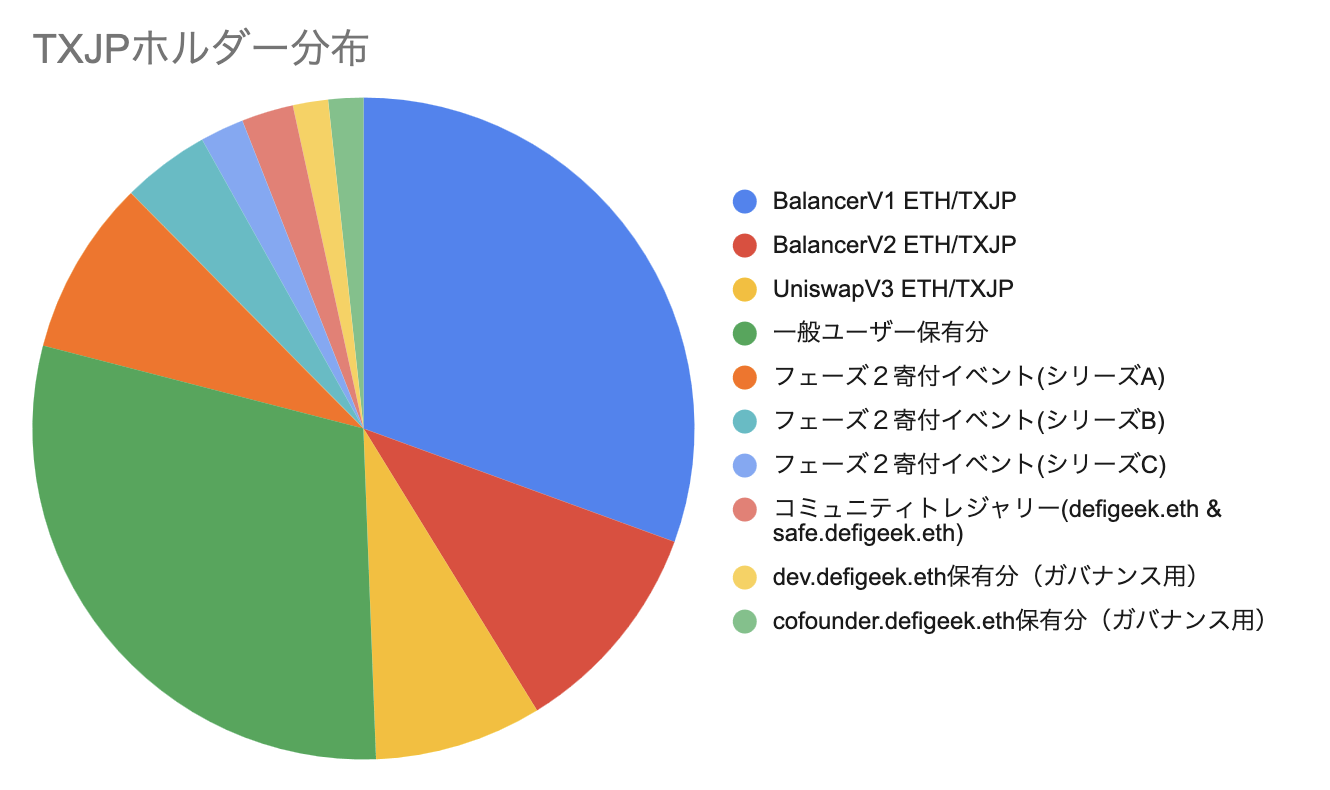 TXJPホルダー分布
BalancerV1 ETH/TXJP
BalancerV2 ETH/TXJP
UniswapV3 ETH/TXJP
一般ユーザー保有分
フェーズ２寄付イベント(シリーズA)
フェーズ２寄付イベント(シリーズB)
フェーズ２寄付イベント(シリーズC)
コミュニティトレジャリー(defigeek.eth &
safe.defigeek.eth)
dev.defigeek.eth保有分（ガバナンス用）
cofounder.defigeek.eth保有分（ガバナンス用）